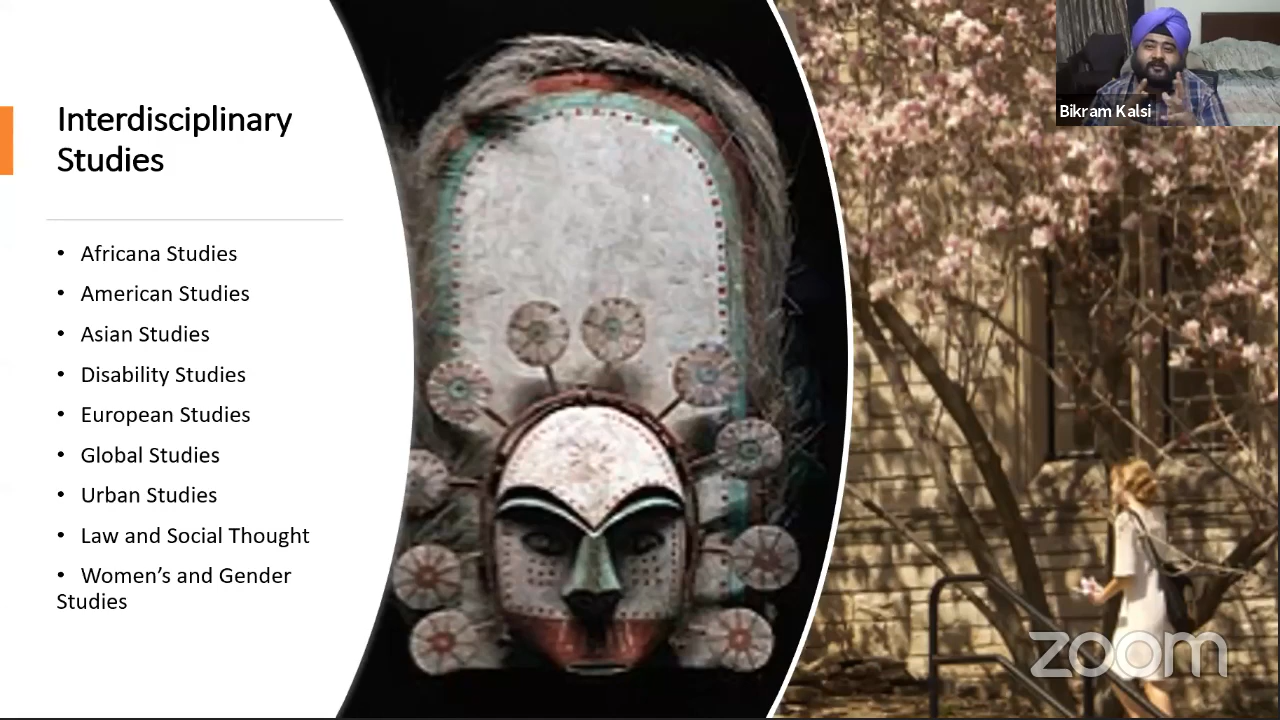 Interdisciplinary
Studies
• Africana Studies
• American Studies
• Asian Studies
• Disability Studies
• European Studies
• Global Studies
• Urban Studies
• Law and Social Thought
• Women’s and Gender
Studies
Bikram Kalsi
zoom